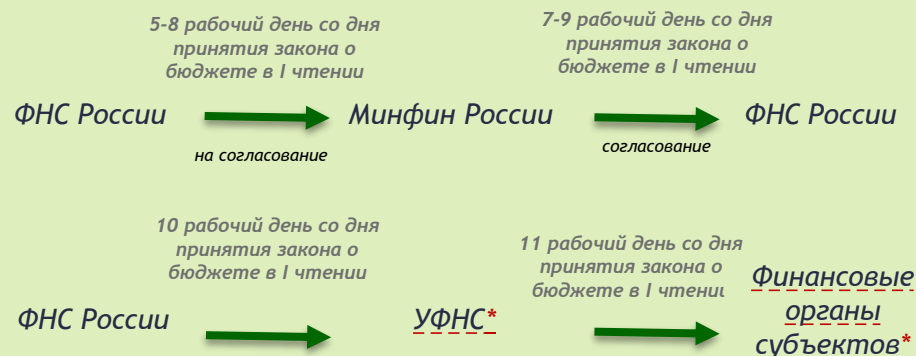 5-8 рабочий день со дня
принятия закона о
бюджете в I чтении
7-9 рабочий день со дня
принятия закона о
бюджете в I чтении
ФНС России
Минфин России
ФНС России
на согласование
согласование
10 рабочий день со дня
принятия закона о
бюджете в I чтении
11 рабочий день со дня
принятия закона о
бюджете в I чтении
ФНС России
УФНС*
Финансовые
органы
субъектов*